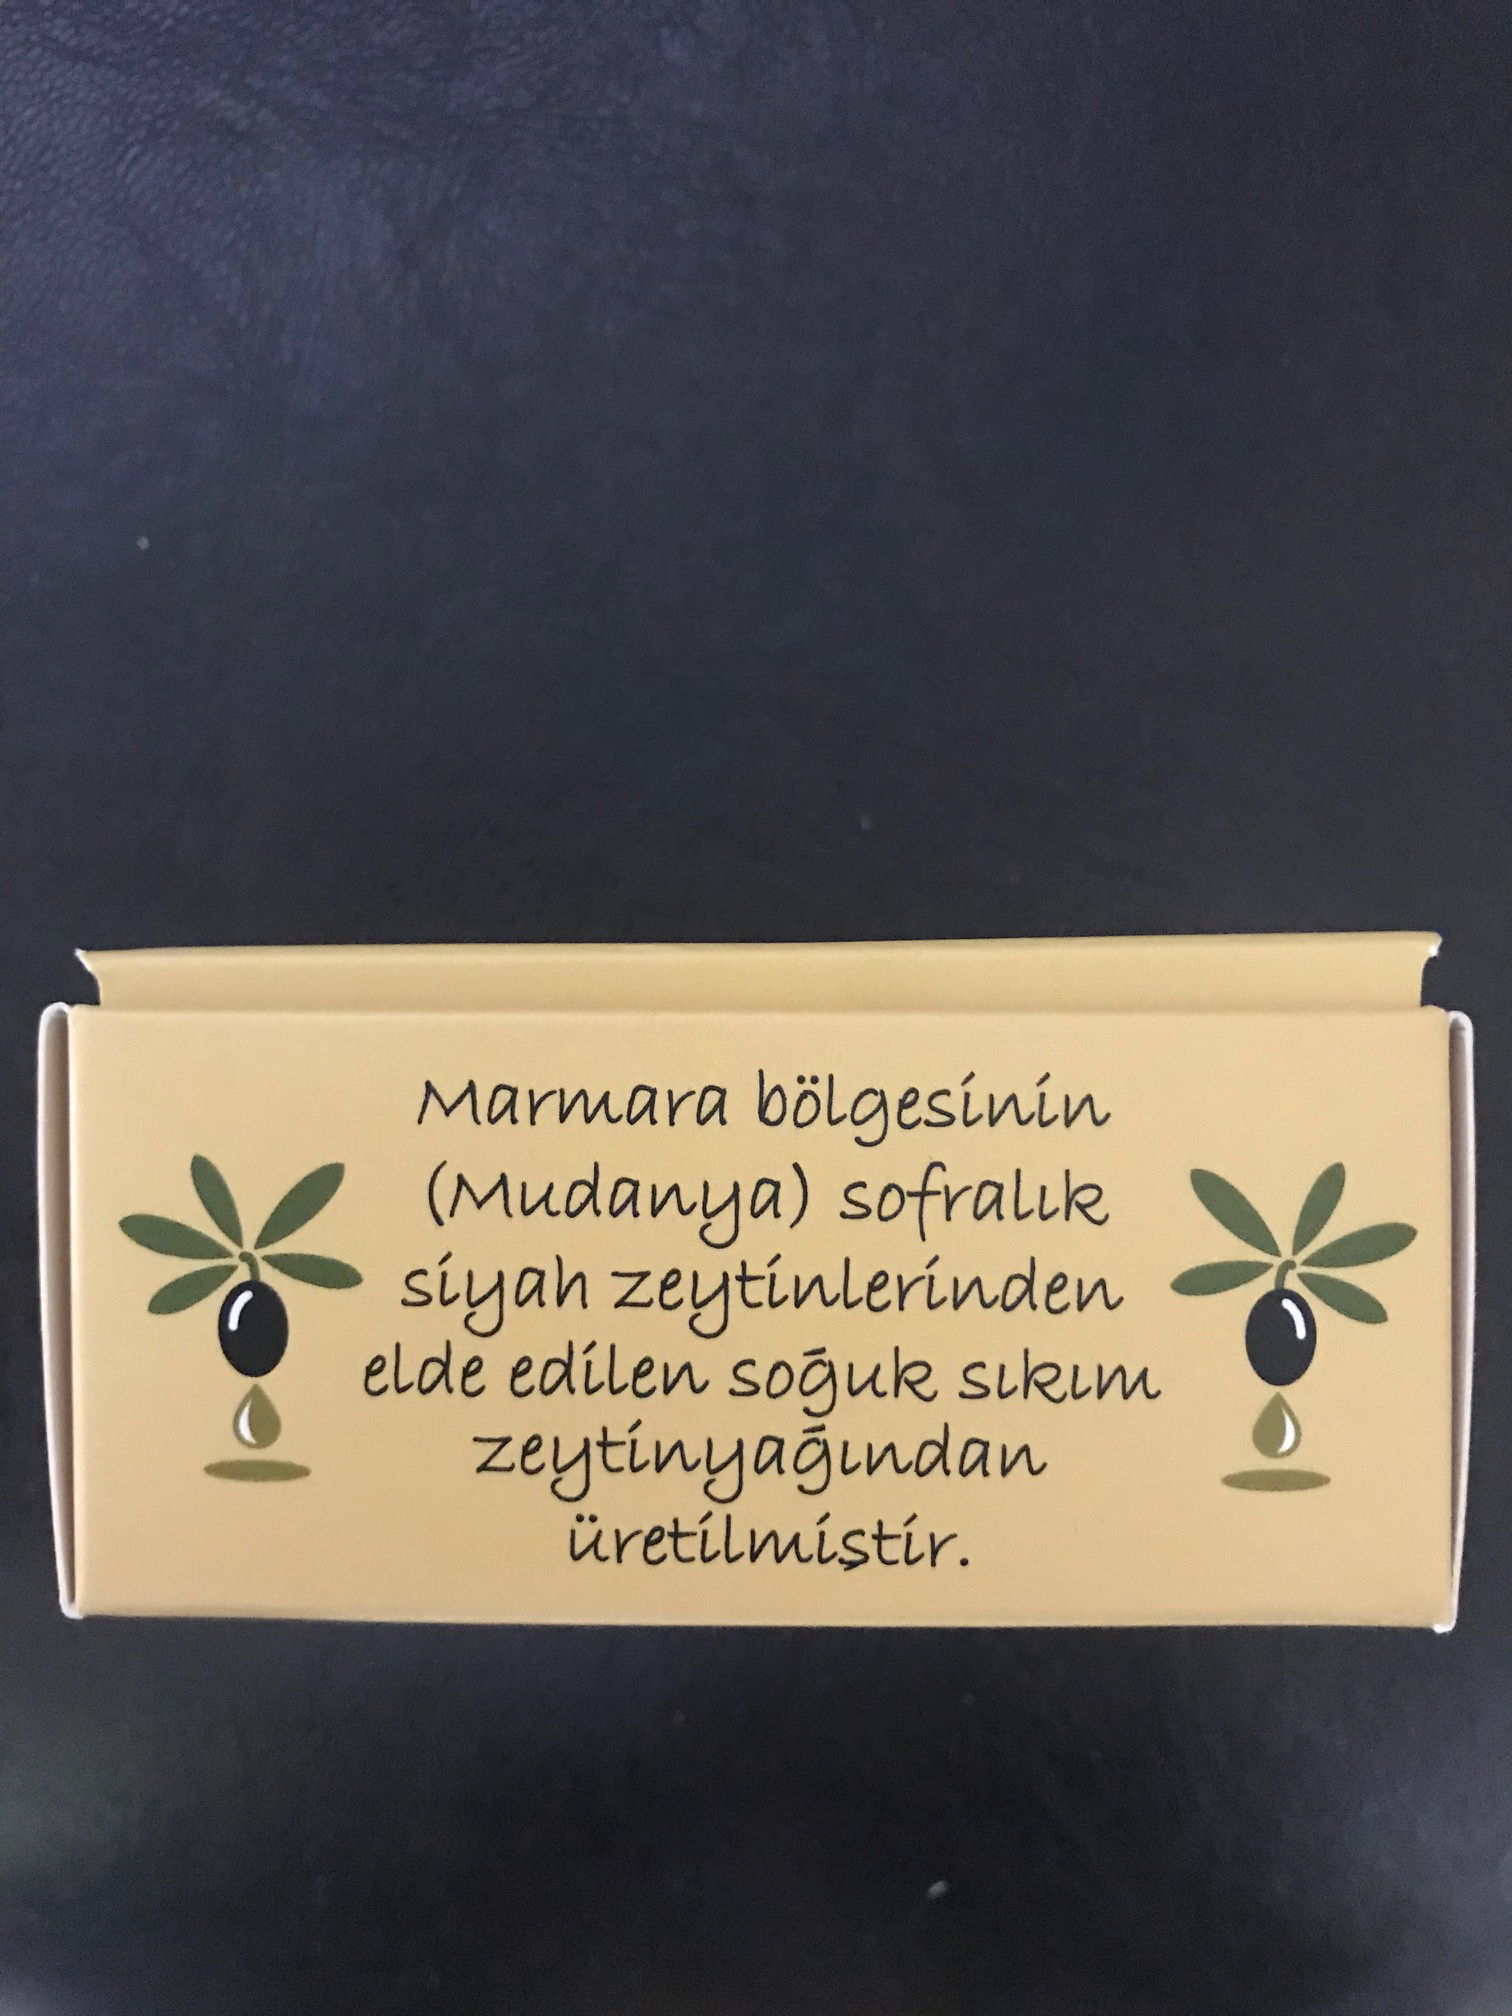 Marmara bölgesinin
(Mudanya) sofralık
siyah zeytinlerinden
elde edilen soğuk sıkım
zeytinyağından
üretilmiştir.